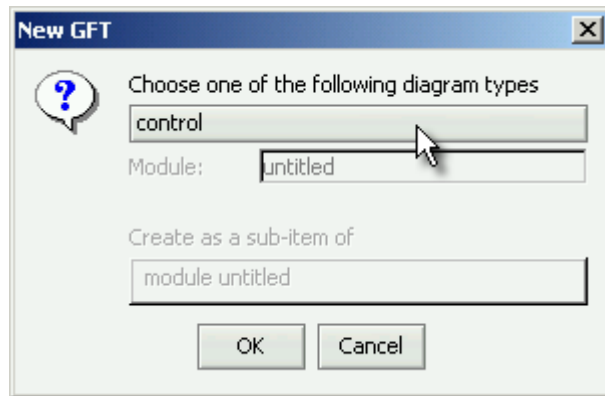 New GFT
Choose one of the following diagram types
control
Module: untitled
Create as a sub-item of
module untitled
OK Cancel